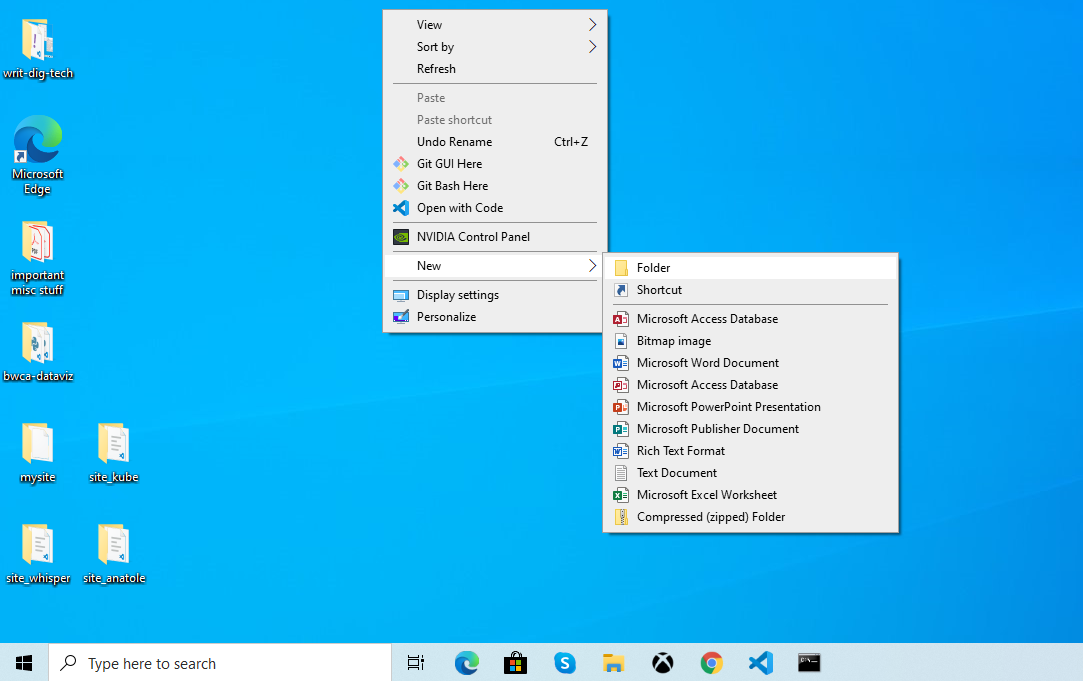 writ-dig-tech
Microsoft
Edge
important
misc stuff
bwca-dataviz
mysite
site_kube
site_whisper
site_anatole
View
Sort by
Refresh
Paste
Paste shortcut
Undo Rename Ctrl+Z
Git GUI Here
Git Bash Here
Open with Code
NVIDIA Control Panel
New
Display settings
Personalize
Folder
Shortcut
Microsoft Access Database
Bitmap image
Microsoft Word Document
Microsoft Access Database
Microsoft PowerPoint Presentation
Microsoft Publisher Document
Rich Text Format
Text Document
Microsoft Excel Worksheet
Compressed (zipped) Folder
Type here to search